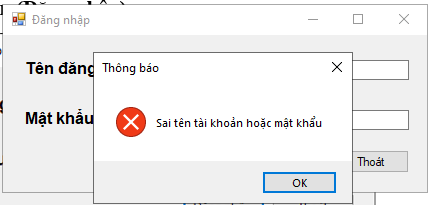 Đăng nhập
Thông báo
Tên đăng
Sai tên tài khoản hoặc mật khẩu
Mật khẩu
Thoát
OK